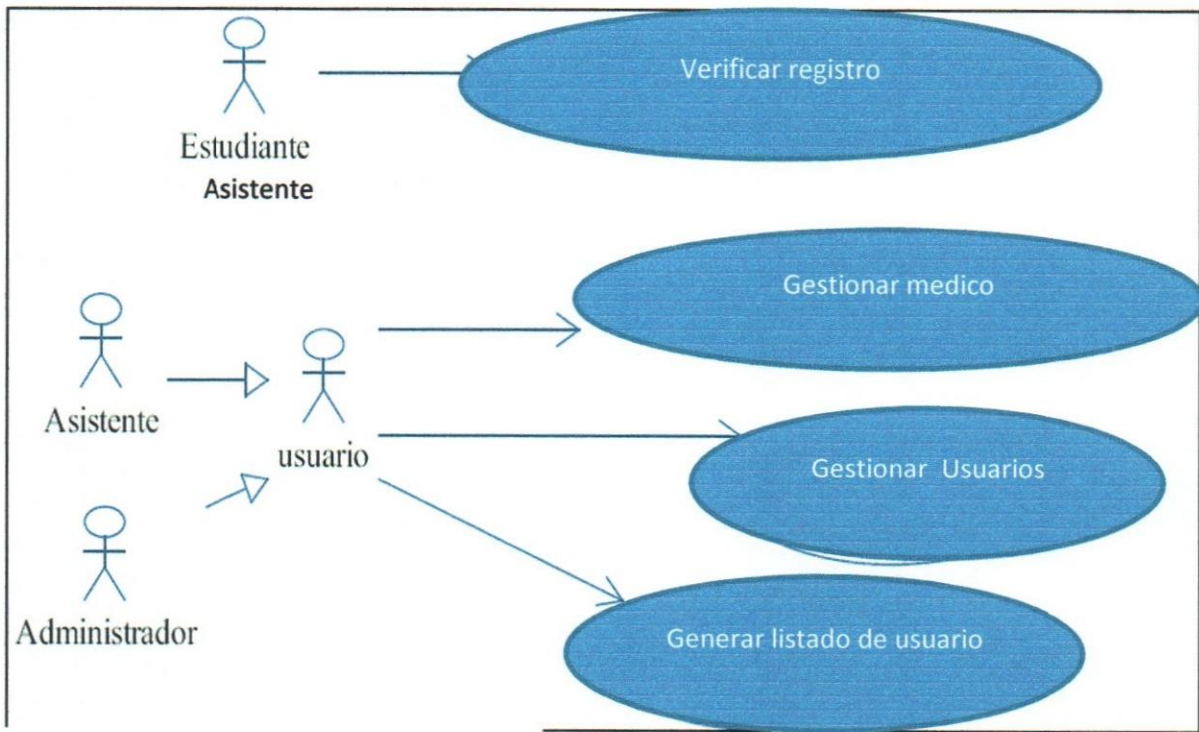 Verificar registro
Estudiante
Asistente
Gestionar medico
Asistente
usuario
Gestionar Usuarios
Administrador
Generar listado de usuario